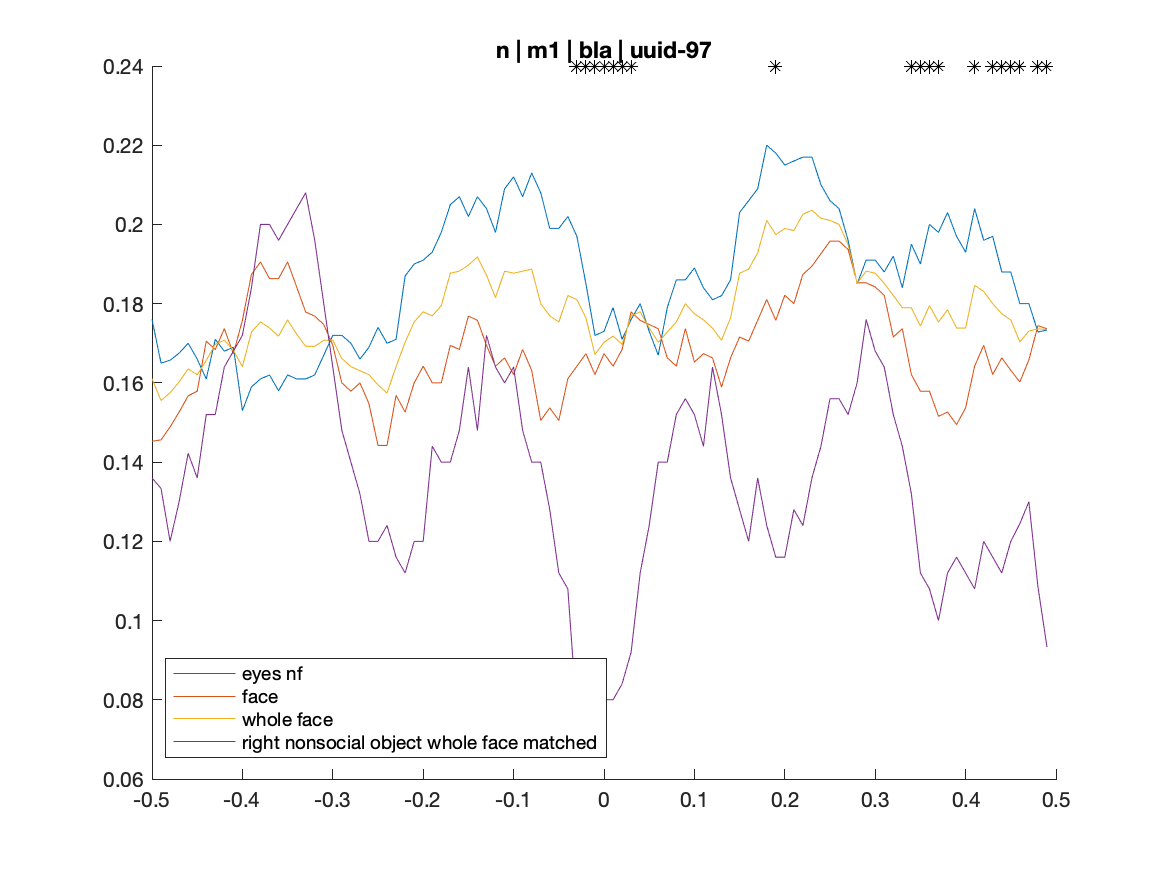 n | m1 | bla | uuid-97
0.24
0.22
0.2
0.18
0.16
0.14
0.12
0.1
0.08
0.06
eyes nf
face
whole face
right nonsocial object whole face matched
-0.5 -0.4 -0.3 -0.2 -0.1 0 0.1 0.2 0.3 0.4 0.5